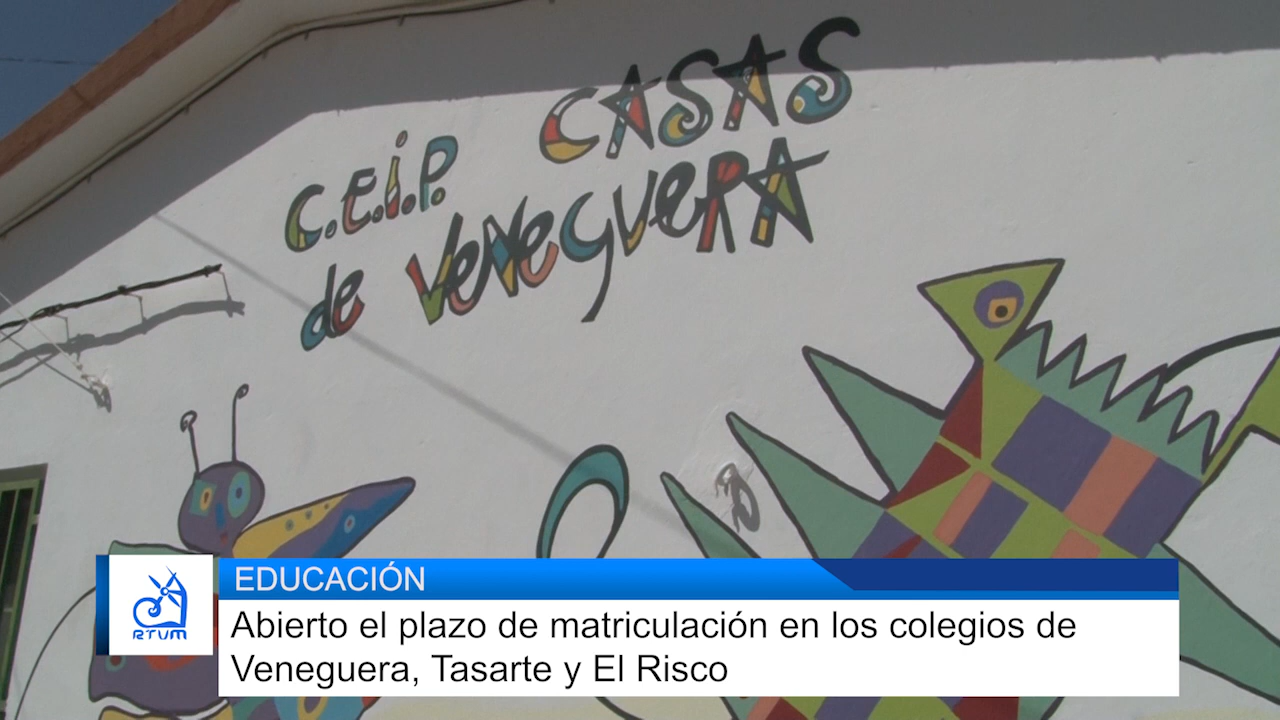 C.E.i.P. CASAS
de VeNeGUeRA
EDUCACIÓN
Abierto el plazo de matriculación en los colegios de
Veneguera, Tasarte y El Risco
RTVM